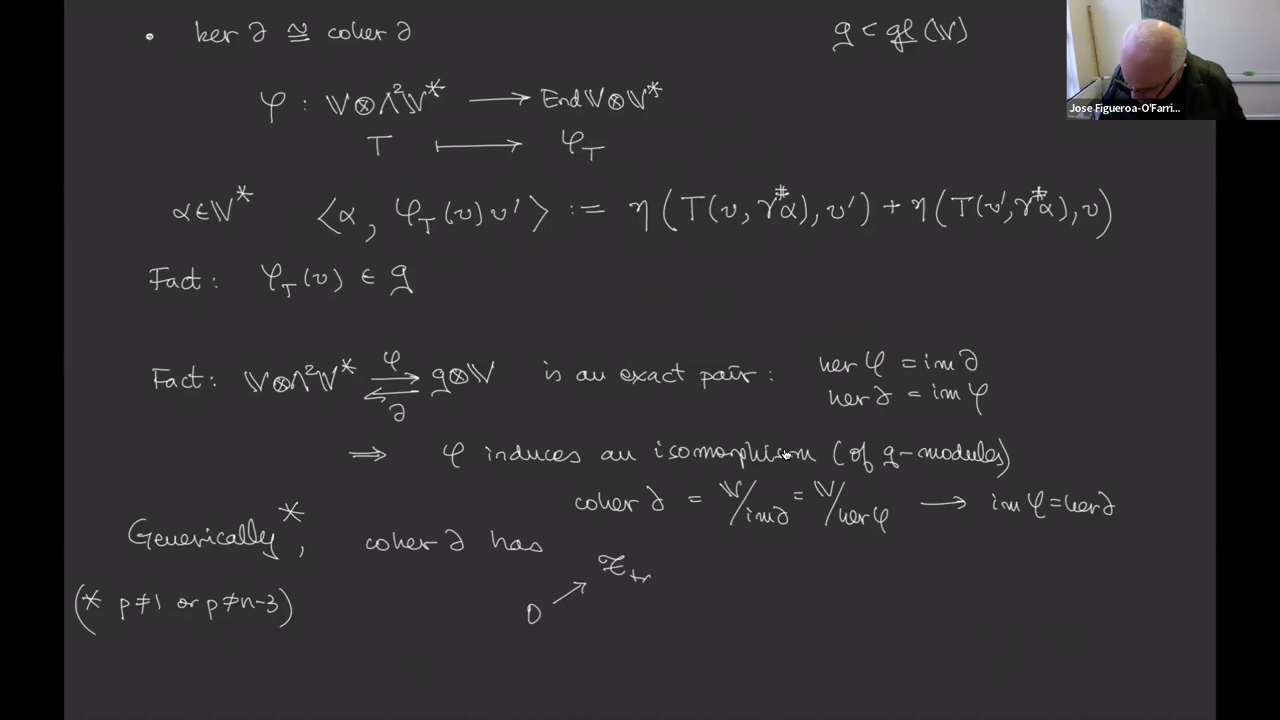 • ker ∂ ≅ coker ∂
𝔤 < 𝔤𝔩(𝕍)
Jose Figueroa-O'Farri...
φ : 𝕍⊗Λ²𝕍* ⟶ End𝕍⊗𝕍*
T ⟼ φ_T
α∈𝕍* ⟨α, φ_T(v)v'⟩ := η(T(v, γ^#α), v') + η(T(v', γ^#α), v)
Fact: φ_T(v) ∈ 𝔤
Fact: 𝕍⊗Λ²𝕍* ⇄ 𝔤⊗𝕍 is an exact pair: ker φ = im ∂
φ
∂
ker ∂ = im φ
⟹ φ induces an isomorphism (of 𝔤-modules)
coker ∂ = 𝕍/im ∂ = 𝕍/ker φ ⟶ im φ = ker ∂
Generically*, coker ∂ has
𝒯_tr
(* p≠1 or p≠n-3)
0 ↗